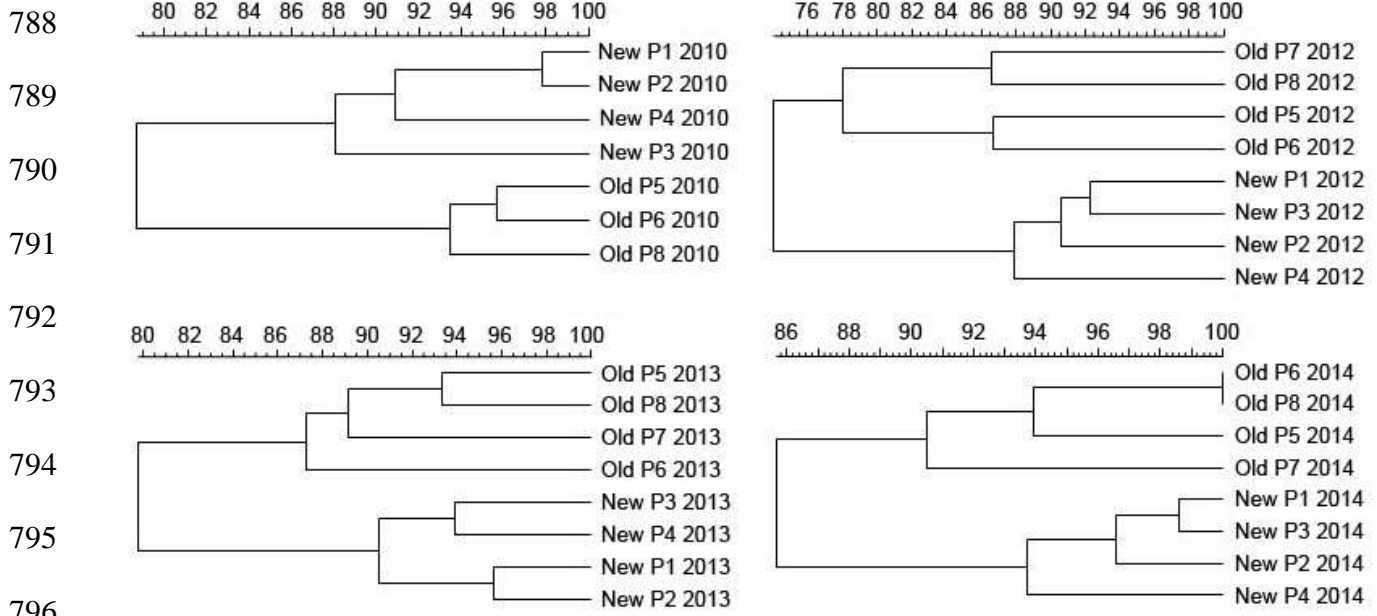 788
80 82 84 86 88 90 92 94 96 98 100
New P1 2010
789
New P2 2010
New P4 2010
790
New P3 2010
Old P5 2010
Old P6 2010
791
Old P8 2010
76 78 80 82 84 86 88 90 92 94 96 98 100
Old P7 2012
Old P8 2012
Old P5 2012
Old P6 2012
New P1 2012
New P3 2012
New P2 2012
New P4 2012
792
80 82 84 86 88 90 92 94 96 98 100
793
Old P5 2013
Old P8 2013
Old P7 2013
794
Old P6 2013
New P3 2013
795
New P4 2013
New P1 2013
796
New P2 2013
86 88 90 92 94 96 98 100
Old P6 2014
Old P8 2014
Old P5 2014
Old P7 2014
New P1 2014
New P3 2014
New P2 2014
New P4 2014